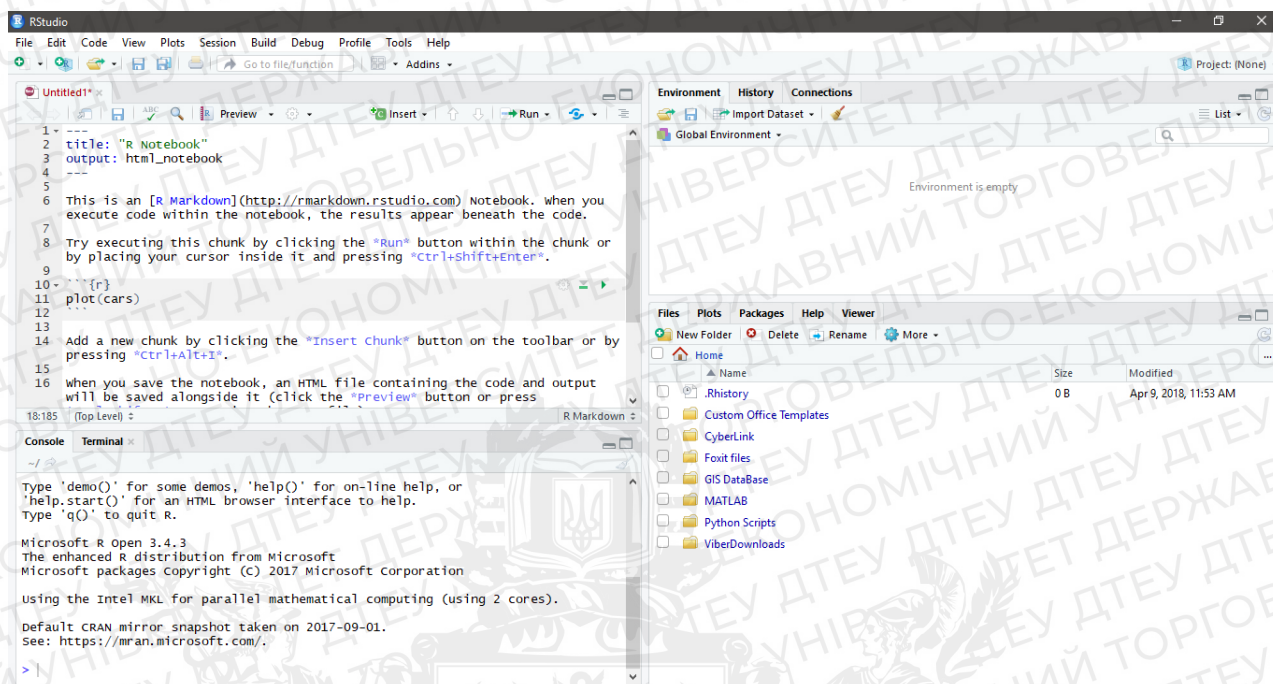 RStudio
File Edit Code View Plots Session Build Debug Profile Tools Help
Go to file/function Addins Project: (None)
Untitled1*
ABC Preview Insert Run
1 ---
2 title: "R Notebook"
3 output: html_notebook
4 ---
5
6 This is an [R Markdown](http://rmarkdown.rstudio.com) Notebook. When you
execute code within the notebook, the results appear beneath the code.
7
8 Try executing this chunk by clicking the *Run* button within the chunk or
by placing your cursor inside it and pressing *Ctrl+Shift+Enter*.
9
10 ```{r}
11 plot(cars)
12 ```
13
14 Add a new chunk by clicking the *Insert Chunk* button on the toolbar or by
pressing *Ctrl+Alt+I*.
15
16 When you save the notebook, an HTML file containing the code and output
will be saved alongside it (click the *Preview* button or press
18:185 (Top Level) R Markdown
Console Terminal
~/
Type 'demo()' for some demos, 'help()' for on-line help, or
'help.start()' for an HTML browser interface to help.
Type 'q()' to quit R.
Microsoft R Open 3.4.3
The enhanced R distribution from Microsoft
Microsoft packages Copyright (C) 2017 Microsoft Corporation
Using the Intel MKL for parallel mathematical computing (using 2 cores).
Default CRAN mirror snapshot taken on 2017-09-01.
See: https://mran.microsoft.com/.
>
Environment History Connections
Import Dataset List
Global Environment
Environment is empty
Files Plots Packages Help Viewer
New Folder Delete Rename More
Home ...
Name Size Modified
.Rhistory 0 B Apr 9, 2018, 11:53 AM
Custom Office Templates
CyberLink
Foxit files
GIS DataBase
MATLAB
Python Scripts
ViberDownloads